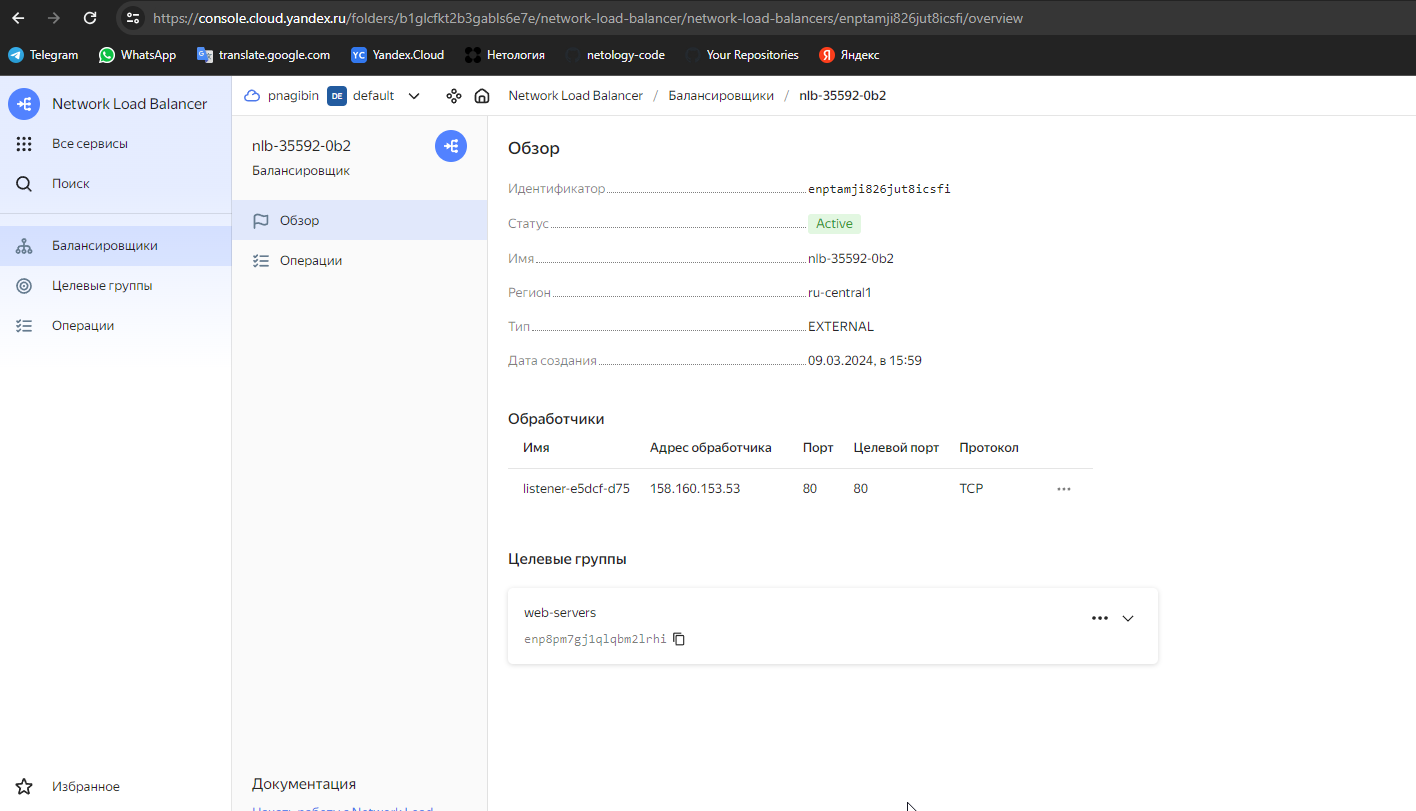 https://console.cloud.yandex.ru/folders/b1glcfkt2b3gabls6e7e/network-load-balancer/network-load-balancers/enptamji826jut8icsfi/overview
Telegram WhatsApp translate.google.com YC Yandex.Cloud Нетология netology-code Your Repositories Я Яндекс
Network Load Balancer
Все сервисы
Поиск
Балансировщики
Целевые группы
Операции
Избранное
pnagibin DE default Network Load Balancer / Балансировщики / nlb-35592-0b2
nlb-35592-0b2
Балансировщик
Обзор
Операции
Документация
Обзор
Идентификатор enptamji826jut8icsfi
Статус Active
Имя nlb-35592-0b2
Регион ru-central1
Тип EXTERNAL
Дата создания 09.03.2024, в 15:59
Обработчики
Имя Адрес обработчика Порт Целевой порт Протокол
listener-e5dcf-d75 158.160.153.53 80 80 TCP
Целевые группы
web-servers
enp8pm7gj1qlqbm2lrhi